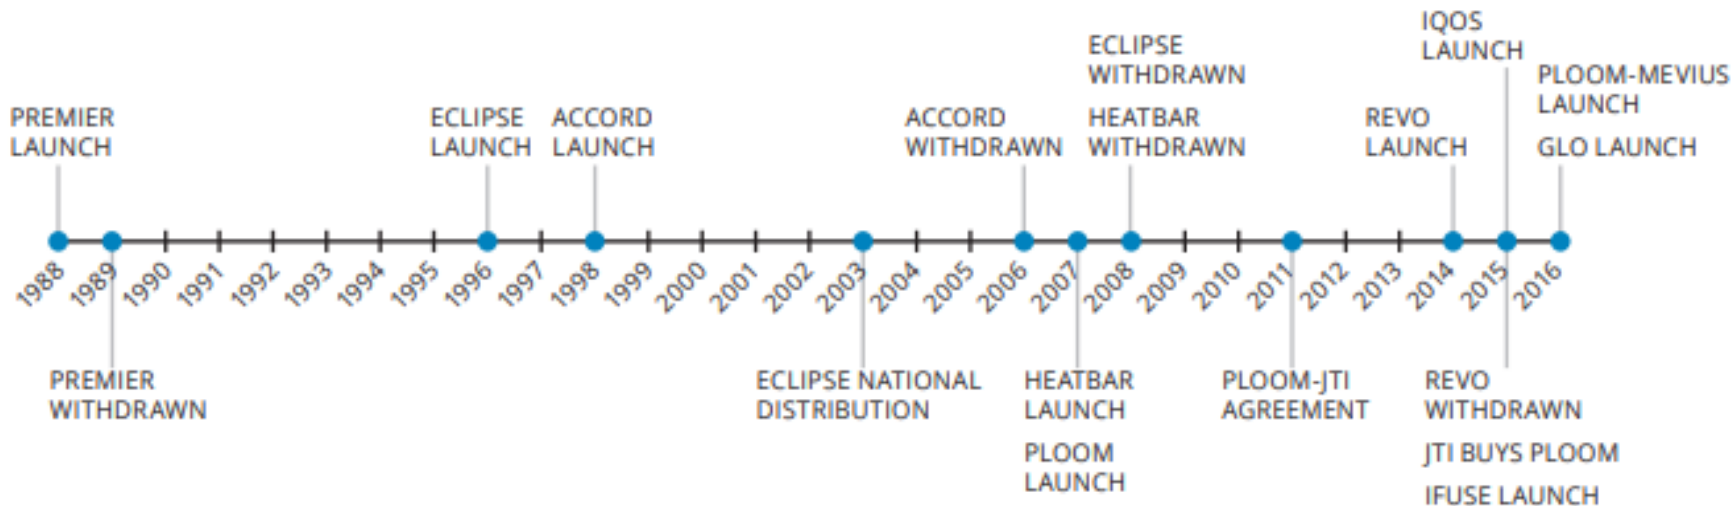 IQOS
LAUNCH
ECLIPSE
WITHDRAWN
PLOOM-MEVIUS
LAUNCH
PREMIER
LAUNCH
ECLIPSE
LAUNCH
ACCORD
LAUNCH
ACCORD
WITHDRAWN
HEATBAR
WITHDRAWN
REVO
LAUNCH
GLO LAUNCH
1988
1989
1990
1991
1992
1993
1994
1995
1996
1997
1998
1999
2000
2001
2002
2003
2004
2005
2006
2007
2008
2009
2010
2011
2012
2013
2014
2015
2016
PREMIER
WITHDRAWN
ECLIPSE NATIONAL
DISTRIBUTION
HEATBAR
LAUNCH
PLOOM
LAUNCH
PLOOM-JTI
AGREEMENT
REVO
WITHDRAWN
JTI BUYS PLOOM
IFUSE LAUNCH